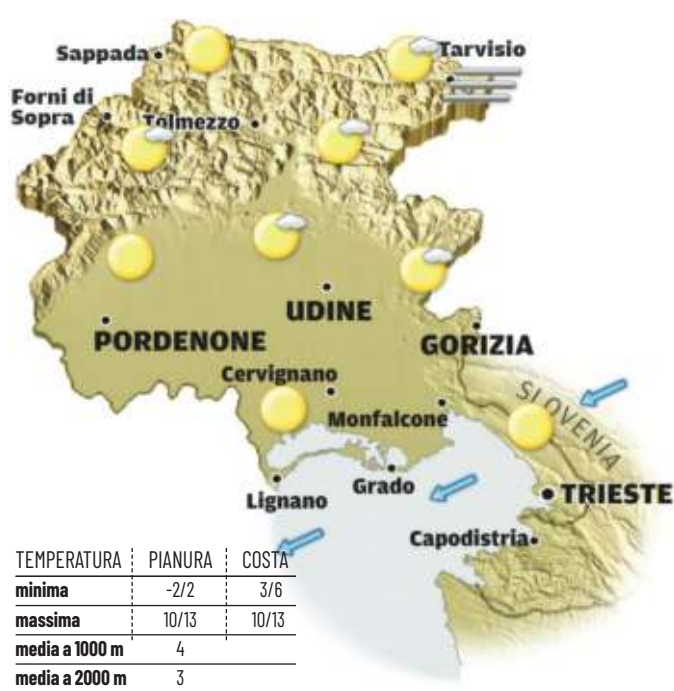 Sappada
Tarvisio
Forni di
Sopra
Tolmezzo
UDINE
PORDENONE
GORIZIA
Cervignano
SLOVENIA
Monfalcone
Grado
Lignano
TRIESTE
Capodistria
TEMPERATURA PIANURA COSTA
minima -2/2 3/6
massima 10/13 10/13
media a 1000 m 4
media a 2000 m 3